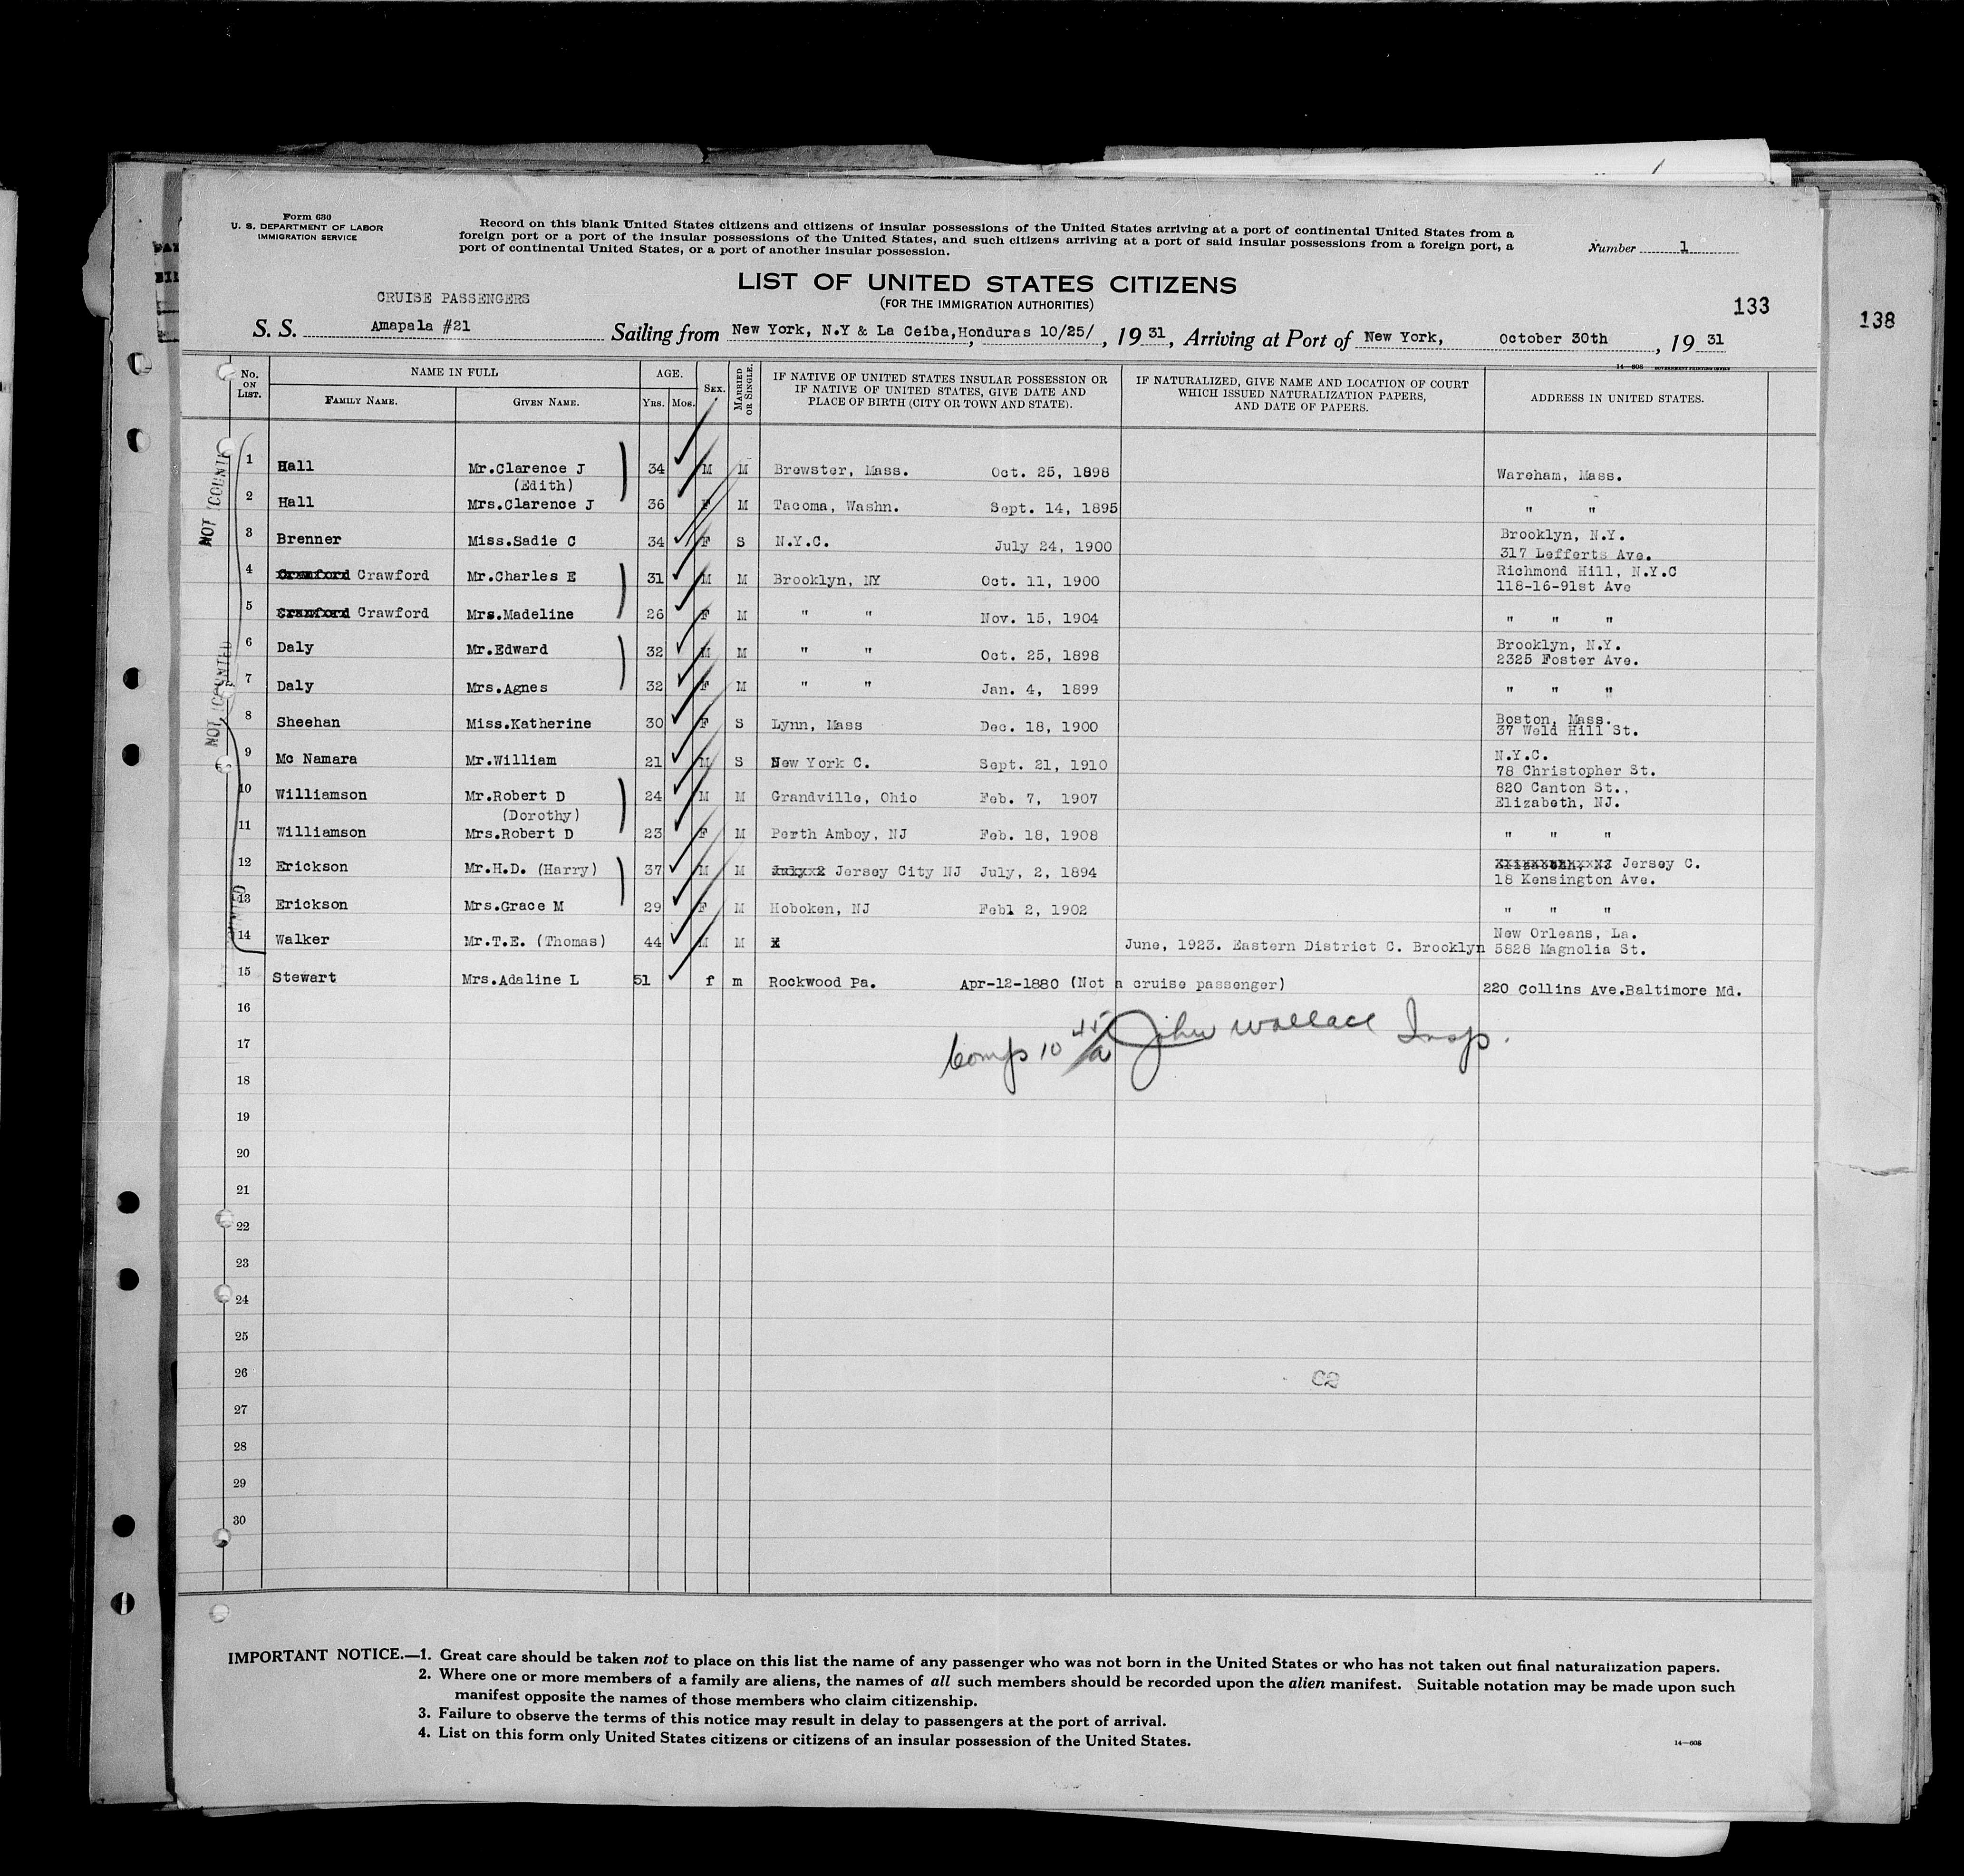 Form 630
U. S. DEPARTMENT OF LABOR
IMMIGRATION SERVICE
Record on this blank United States citizens and citizens of insular possessions of the United States arriving at a port of continental United States from a
foreign port or a port of the insular possessions of the United States, and such citizens arriving at a port of said insular possessions from a foreign port, a
port of continental United States, or a port of another insular possession.
Number 1
LIST OF UNITED STATES CITIZENS
(FOR THE IMMIGRATION AUTHORITIES)
133
138
CRUISE PASSENGERS
S. S. Amapala #21 Sailing from New York, N.Y & La Ceiba, Honduras 10/25/, 19 31, Arriving at Port of New York, October 30th, 19 31
No. ON LIST. NAME IN FULL AGE. SEX. MARRIED OR SINGLE. IF NATIVE OF UNITED STATES INSULAR POSSESSION OR IF NATIVE OF UNITED STATES, GIVE DATE AND PLACE OF BIRTH (CITY OR TOWN AND STATE). IF NATURALIZED, GIVE NAME AND LOCATION OF COURT WHICH ISSUED NATURALIZATION PAPERS, AND DATE OF PAPERS. ADDRESS IN UNITED STATES.
FAMILY NAME. GIVEN NAME. YRS. MOS.
NOT COUNTED
1 Hall Mr.Clarence J 34 M M Brewster, Mass. Oct. 25, 1898 Wareham, Mass.
(Edith)
2 Hall Mrs.Clarence J 36 F M Tacoma, Washn. Sept. 14, 1895 " "
3 Brenner Miss.Sadie C 34 F S N.Y.C. July 24, 1900 Brooklyn, N.Y.
317 Lefferts Ave.
4 Crawford Mr.Charles E 31 M M Brooklyn, NY Oct. 11, 1900 Richmond Hill, N.Y.C
118-16-91st Ave
5 Crawford Mrs.Madeline 26 F M " " Nov. 15, 1904 " " "
6 Daly Mr.Edward 32 M M " " Oct. 25, 1898 Brooklyn, N.Y.
2325 Foster Ave.
NOT COUNTED
7 Daly Mrs.Agnes 32 F M " " Jan. 4, 1899 " " "
8 Sheehan Miss.Katherine 30 F S Lynn, Mass Dec. 18, 1900 Boston, Mass.
37 Weld Hill St.
9 Mc Namara Mr.William 21 M S New York C. Sept. 21, 1910 N.Y.C.
78 Christopher St.
10 Williamson Mr.Robert D 24 M M Grandville, Ohio Feb. 7, 1907 820 Canton St.,
Elizabeth, NJ.
(Dorothy)
11 Williamson Mrs.Robert D 23 F M Perth Amboy, NJ Feb. 18, 1908 " " "
12 Erickson Mr.H.D. (Harry) 37 M M Jersey City NJ July, 2, 1894 Jersey C.
18 Kensington Ave.
13 Erickson Mrs.Grace M 29 F M Hoboken, NJ Febl 2, 1902 " " "
14 Walker Mr.T.E. (Thomas) 44 M M June, 1923. Eastern District C. Brooklyn New Orleans, La.
5828 Magnolia St.
15 Stewart Mrs.Adaline L 51 f m Rockwood Pa. Apr-12-1880 (Not a cruise passenger) 220 Collins Ave.Baltimore Md.
16
Comp 10 45/a John Wallace Insp.
17
18
19
20
21
22
23
24
25
26
27
28
29
30
IMPORTANT NOTICE.—1. Great care should be taken not to place on this list the name of any passenger who was not born in the United States or who has not taken out final naturalization papers.
2. Where one or more members of a family are aliens, the names of all such members should be recorded upon the alien manifest. Suitable notation may be made upon such
manifest opposite the names of those members who claim citizenship.
3. Failure to observe the terms of this notice may result in delay to passengers at the port of arrival.
4. List on this form only United States citizens or citizens of an insular possession of the United States.
14—608